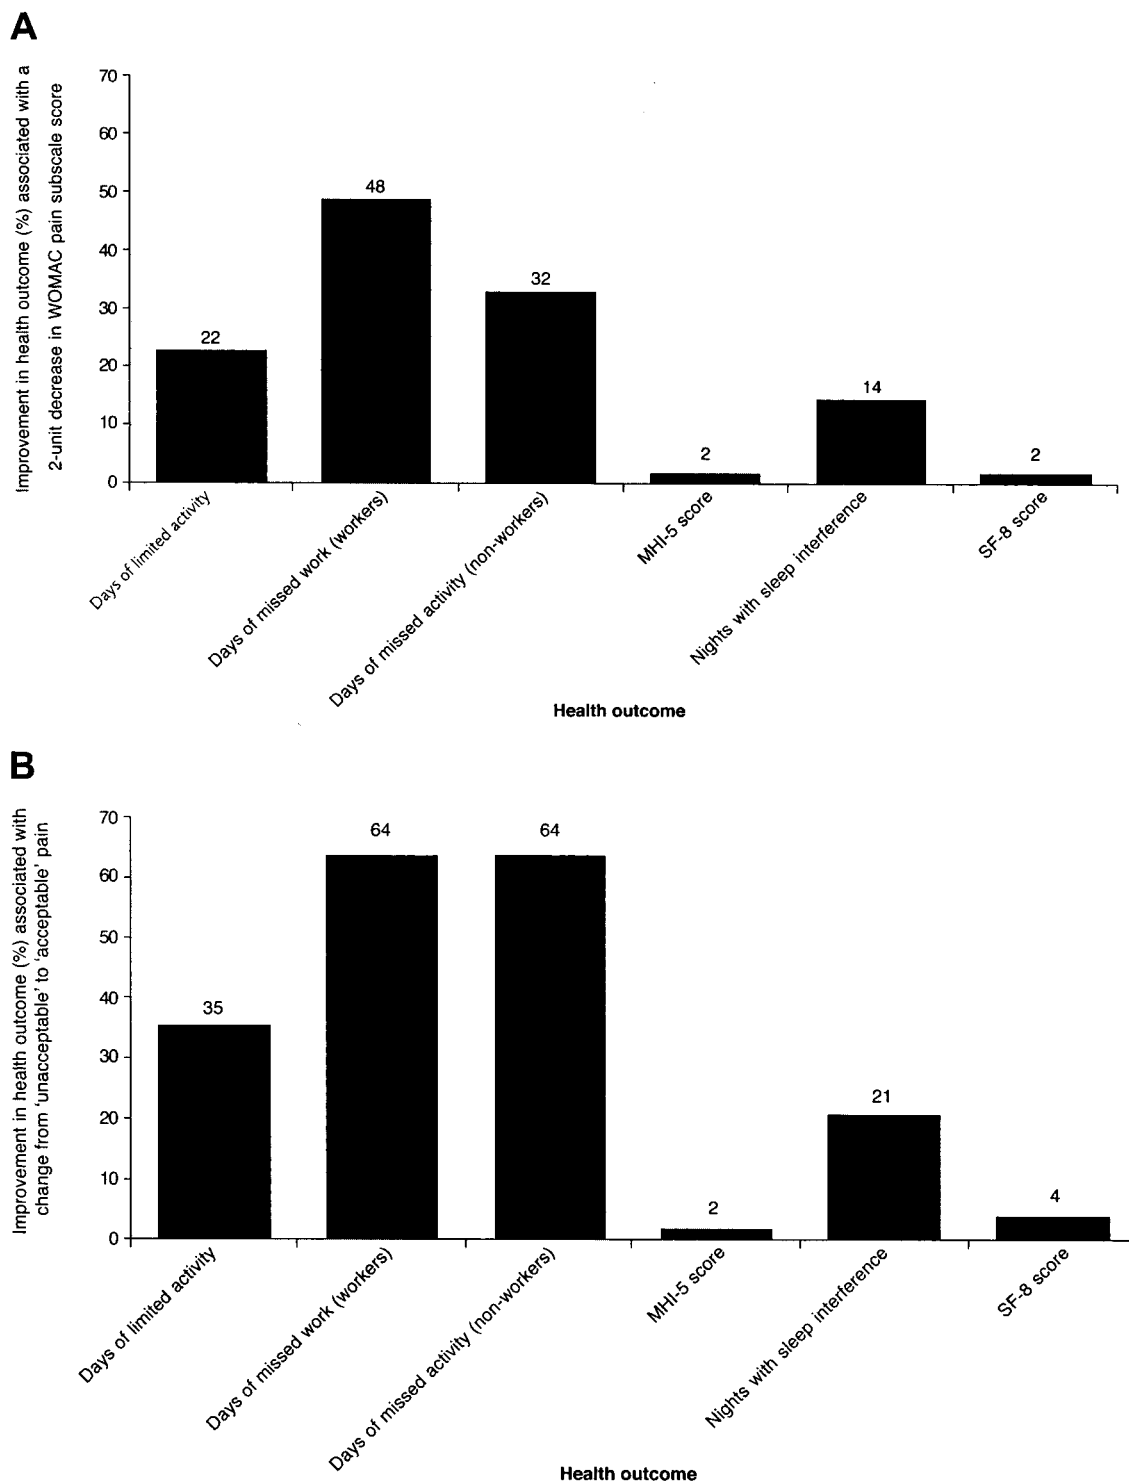 A
Improvement in health outcome (%) associated with a
2-unit decrease in WOMAC pain subscale score
70
60
50
40
30
20
10
0
22
48
32
2
14
2
Days of limited activity
Days of missed work (workers)
Days of missed activity (non-workers)
MHI-5 score
Nights with sleep interference
SF-8 score
Health outcome
B
Improvement in health outcome (%) associated with
change from 'unacceptable' to 'acceptable' pain
70
60
50
40
30
20
10
0
35
64
64
2
21
4
Days of limited activity
Days of missed work (workers)
Days of missed activity (non-workers)
MHI-5 score
Nights with sleep interference
SF-8 score
Health outcome